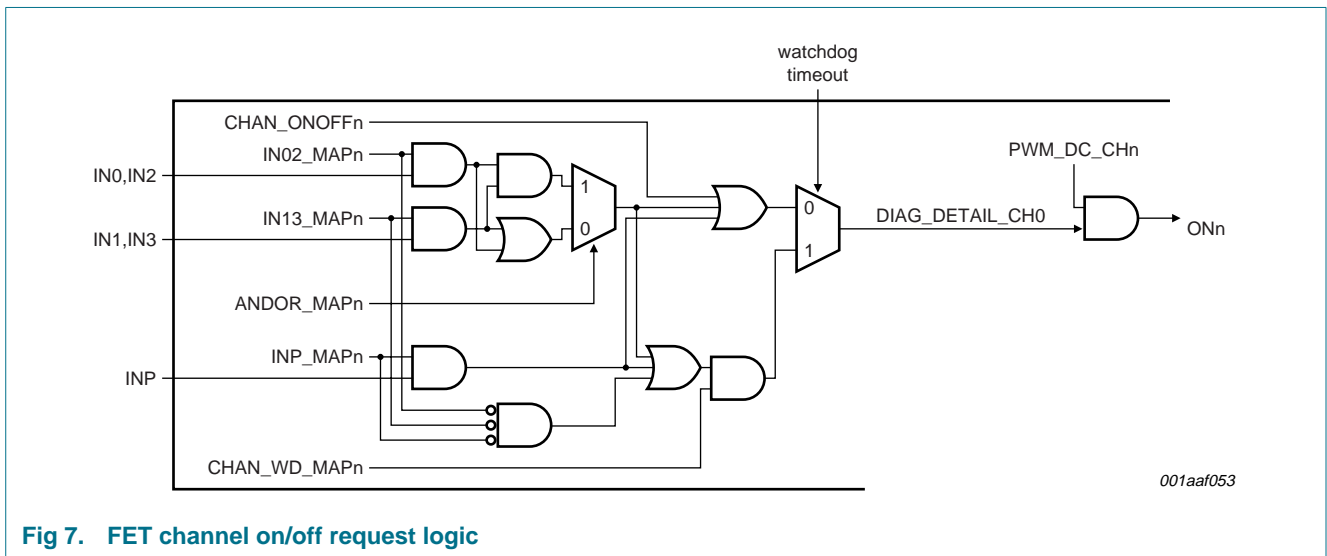 watchdog
timeout
CHAN_ONOFFn
IN02_MAPn
IN0,IN2
IN13_MAPn
IN1,IN3
ANDOR_MAPn
INP_MAPn
INP
CHAN_WD_MAPn
1
0
0
1
DIAG_DETAIL_CH0
PWM_DC_CHn
ONn
001aaf053
Fig 7. FET channel on/off request logic